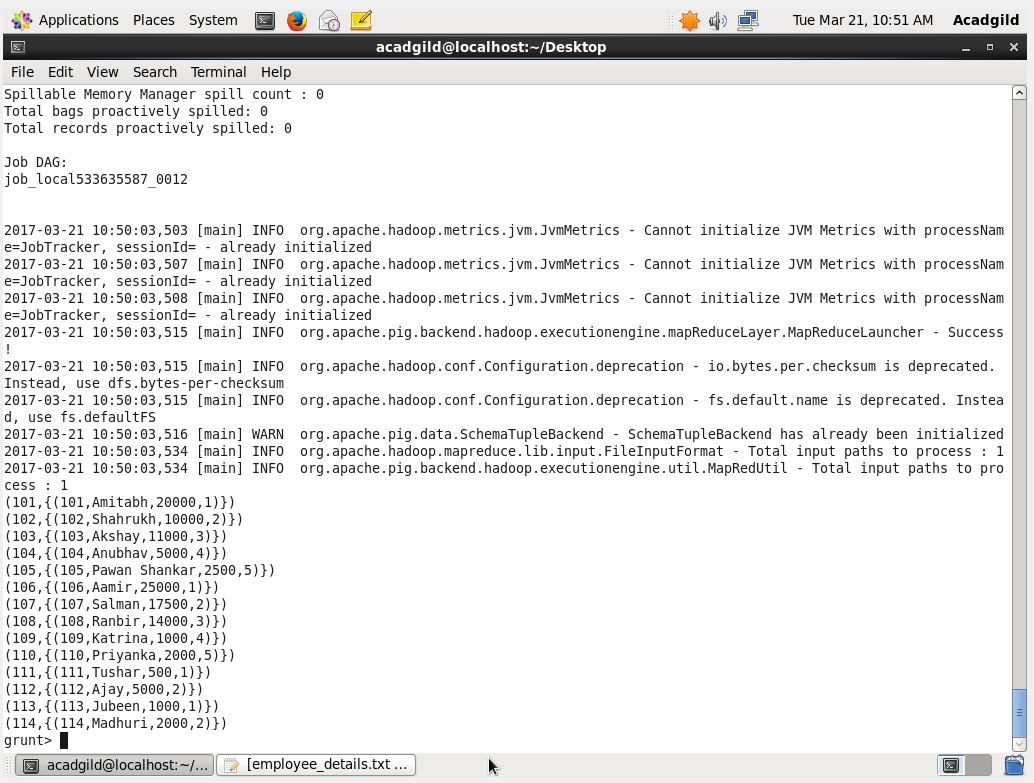 Applications Places System Tue Mar 21, 10:51 AM Acadgild
acadgild@localhost:~/Desktop
File Edit View Search Terminal Help
Spillable Memory Manager spill count : 0
Total bags proactively spilled: 0
Total records proactively spilled: 0
Job DAG:
job_local533635587_0012
2017-03-21 10:50:03,503 [main] INFO  org.apache.hadoop.metrics.jvm.JvmMetrics - Cannot initialize JVM Metrics with processNam
e=JobTracker, sessionId= - already initialized
2017-03-21 10:50:03,507 [main] INFO  org.apache.hadoop.metrics.jvm.JvmMetrics - Cannot initialize JVM Metrics with processNam
e=JobTracker, sessionId= - already initialized
2017-03-21 10:50:03,508 [main] INFO  org.apache.hadoop.metrics.jvm.JvmMetrics - Cannot initialize JVM Metrics with processNam
e=JobTracker, sessionId= - already initialized
2017-03-21 10:50:03,515 [main] INFO  org.apache.pig.backend.hadoop.executionengine.mapReduceLayer.MapReduceLauncher - Success
!
2017-03-21 10:50:03,515 [main] INFO  org.apache.hadoop.conf.Configuration.deprecation - io.bytes.per.checksum is deprecated.
Instead, use dfs.bytes-per-checksum
2017-03-21 10:50:03,515 [main] INFO  org.apache.hadoop.conf.Configuration.deprecation - fs.default.name is deprecated. Instea
d, use fs.defaultFS
2017-03-21 10:50:03,516 [main] WARN  org.apache.pig.data.SchemaTupleBackend - SchemaTupleBackend has already been initialized
2017-03-21 10:50:03,534 [main] INFO  org.apache.hadoop.mapreduce.lib.input.FileInputFormat - Total input paths to process : 1
2017-03-21 10:50:03,534 [main] INFO  org.apache.pig.backend.hadoop.executionengine.util.MapRedUtil - Total input paths to pro
cess : 1
(101,{(101,Amitabh,20000,1)})
(102,{(102,Shahrukh,10000,2)})
(103,{(103,Akshay,11000,3)})
(104,{(104,Anubhav,5000,4)})
(105,{(105,Pawan Shankar,2500,5)})
(106,{(106,Aamir,25000,1)})
(107,{(107,Salman,17500,2)})
(108,{(108,Ranbir,14000,3)})
(109,{(109,Katrina,1000,4)})
(110,{(110,Priyanka,2000,5)})
(111,{(111,Tushar,500,1)})
(112,{(112,Ajay,5000,2)})
(113,{(113,Jubeen,1000,1)})
(114,{(114,Madhuri,2000,2)})
grunt>
acadgild@localhost:~/... [employee_details.txt ...